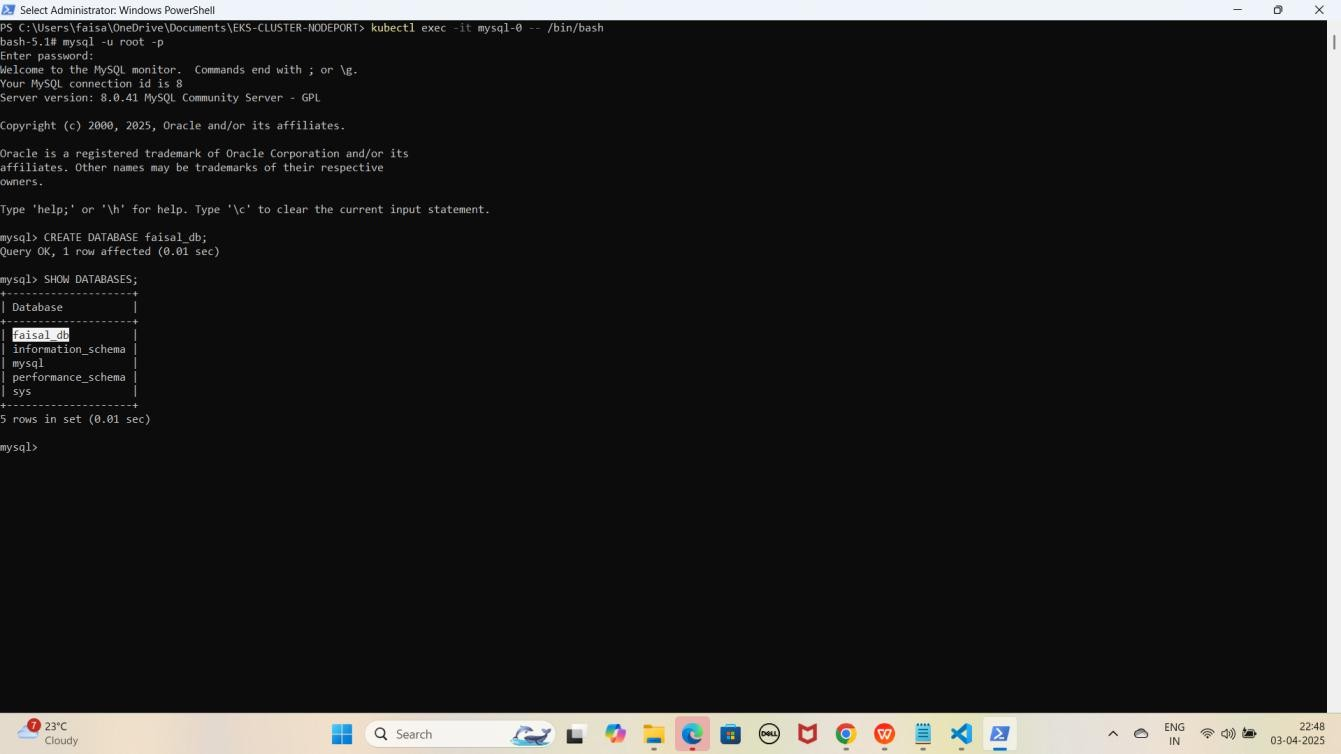 Select Administrator: Windows PowerShell
PS C:\Users\faisa\OneDrive\Documents\EKS-CLUSTER-NODEPORT> kubectl exec -it mysql-0 -- /bin/bash
bash-5.1# mysql -u root -p
Enter password:
Welcome to the MySQL monitor.  Commands end with ; or \g.
Your MySQL connection id is 8
Server version: 8.0.41 MySQL Community Server - GPL
Copyright (c) 2000, 2025, Oracle and/or its affiliates.
Oracle is a registered trademark of Oracle Corporation and/or its
affiliates. Other names may be trademarks of their respective
owners.
Type 'help;' or '\h' for help. Type '\c' to clear the current input statement.
mysql> CREATE DATABASE faisal_db;
Query OK, 1 row affected (0.01 sec)
mysql> SHOW DATABASES;
+--------------------+
| Database           |
+--------------------+
| faisal_db          |
| information_schema |
| mysql              |
| performance_schema |
| sys                |
+--------------------+
5 rows in set (0.01 sec)
mysql>
7
23°C
Cloudy
Search
DELL
ENG
IN
22:48
03-04-2025